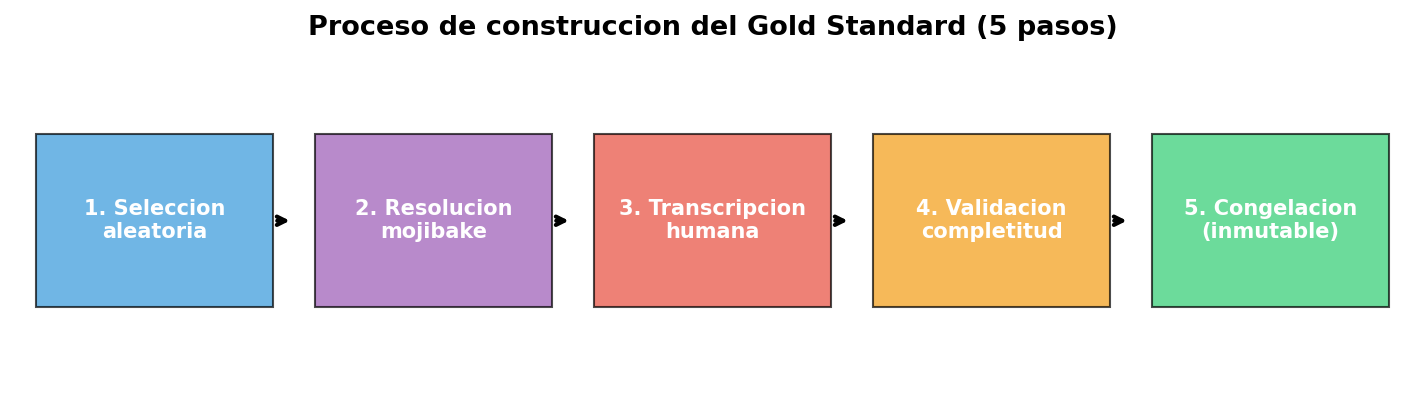 Proceso de construccion del Gold Standard (5 pasos)
1. Seleccion
aleatoria
2. Resolucion
mojibake
3. Transcripcion
humana
4. Validacion
completitud
5. Congelacion
(inmutable)